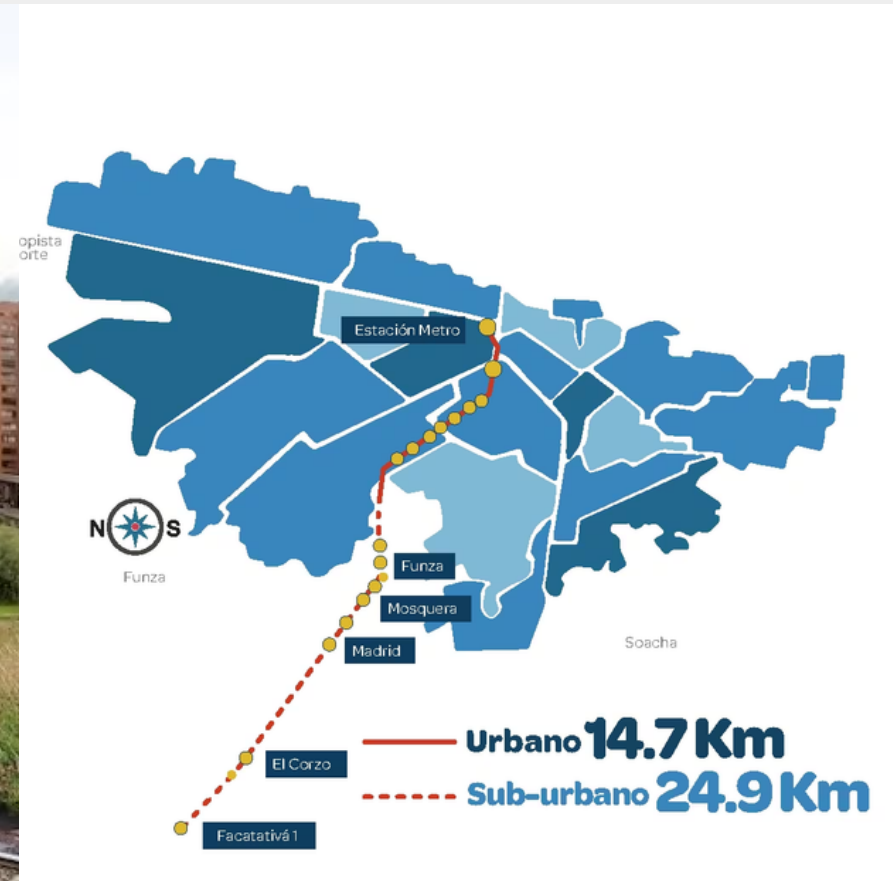 opista
orte
Estación Metro
N S
Funza
Funza
Mosquera
Soacha
Madrid
Urbano 14.7 Km
El Corzo
Sub-urbano 24.9 Km
Facatativá 1